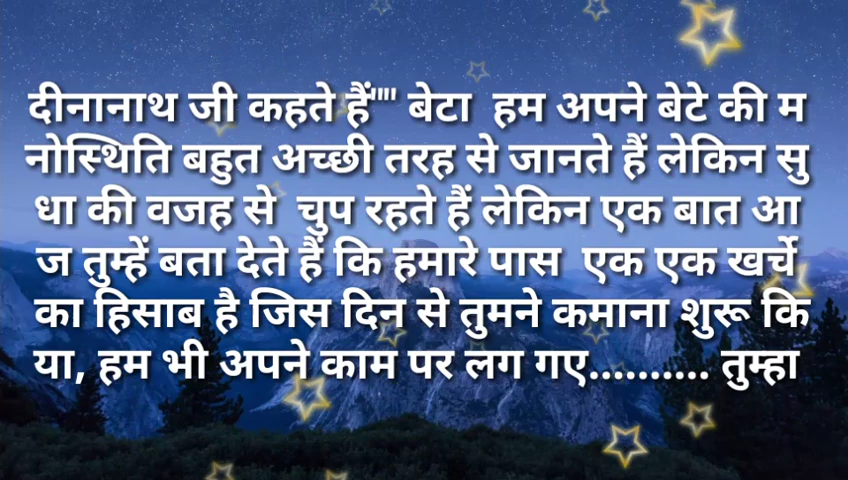 दीनानाथ जी कहते हैं"" बेटा  हम अपने बेटे की म
नोस्थिति बहुत अच्छी तरह से जानते हैं लेकिन सु
धा की वजह से  चुप रहते हैं लेकिन एक बात आ
ज तुम्हें बता देते हैं कि हमारे पास  एक एक खर्चे
का हिसाब है जिस दिन से तुमने कमाना शुरू कि
या, हम भी अपने काम पर लग गए.......... तुम्हा